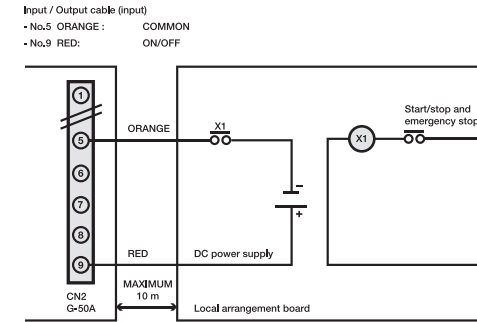 Input / Output cable (input)
- No.5 ORANGE : COMMON
- No.9 RED: ON/OFF
1
5
6
7
8
9
ORANGE
X1
X1
Start/stop and
emergency stop
-
+
RED
DC power supply
MAXIMUM
10 m
CN2
G-50A
Local arrangement board